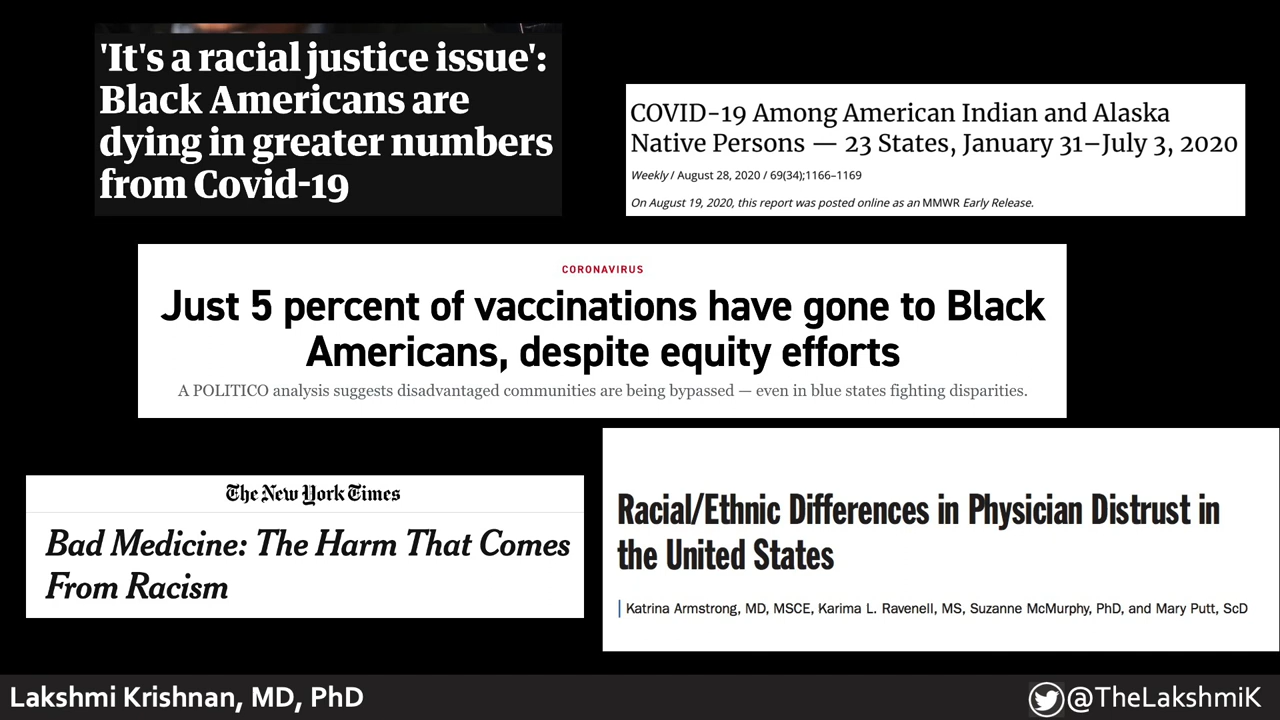 'It's a racial justice issue':
Black Americans are
dying in greater numbers
from Covid-19
COVID-19 Among American Indian and Alaska
Native Persons — 23 States, January 31–July 3, 2020
Weekly / August 28, 2020 / 69(34);1166–1169
On August 19, 2020, this report was posted online as an MMWR Early Release.
CORONAVIRUS
Just 5 percent of vaccinations have gone to Black
Americans, despite equity efforts
A POLITICO analysis suggests disadvantaged communities are being bypassed — even in blue states fighting disparities.
The New York Times
Bad Medicine: The Harm That Comes
From Racism
Racial/Ethnic Differences in Physician Distrust in
the United States
Katrina Armstrong, MD, MSCE, Karima L. Ravenell, MS, Suzanne McMurphy, PhD, and Mary Putt, ScD
Lakshmi Krishnan, MD, PhD
@TheLakshmiK